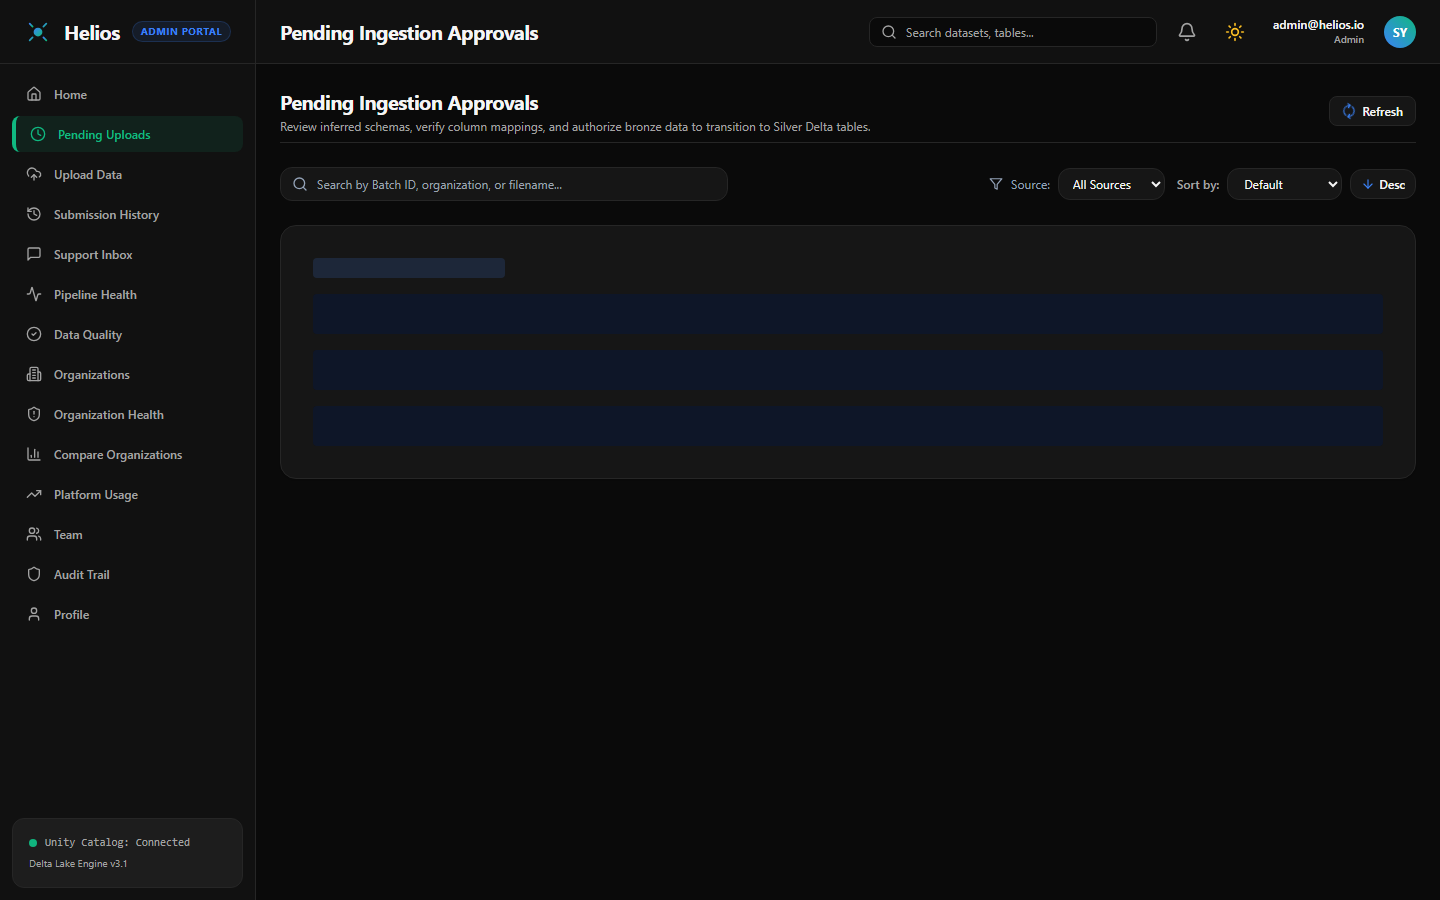 Helios
ADMIN PORTAL
Pending Ingestion Approvals
Search datasets, tables...
admin@helios.io
Admin
SY
Home
Pending Uploads
Upload Data
Submission History
Support Inbox
Pipeline Health
Data Quality
Organizations
Organization Health
Compare Organizations
Platform Usage
Team
Audit Trail
Profile
Unity Catalog: Connected
Delta Lake Engine v3.1
Pending Ingestion Approvals
Review inferred schemas, verify column mappings, and authorize bronze data to transition to Silver Delta tables.
Refresh
Search by Batch ID, organization, or filename...
Source:
All Sources
Sort by:
Default
Desc